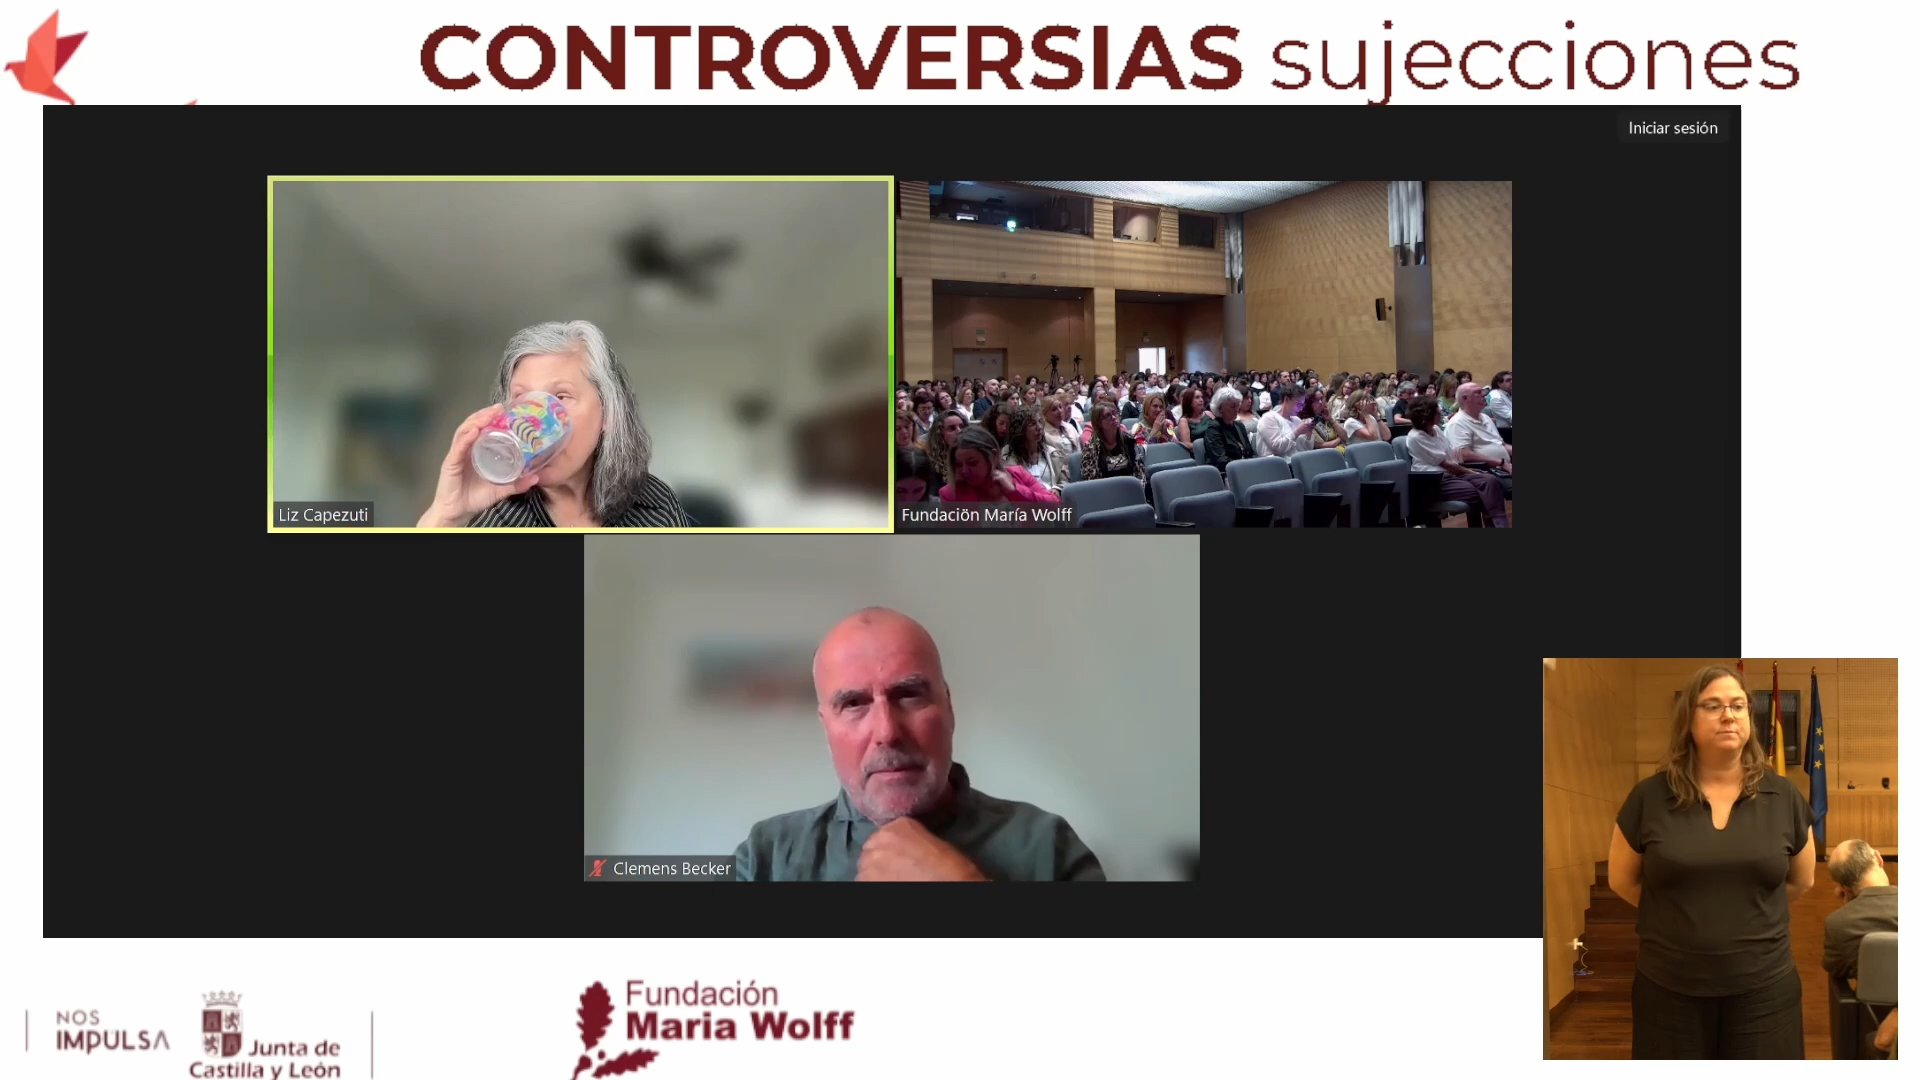 CONTROVERSIAS sujecciones
Iniciar sesión
Liz Capezuti
Fundaciön María Wolff
Clemens Becker
NOS
IMPULSA
Junta de
Castilla y León
Fundación
Maria Wolff